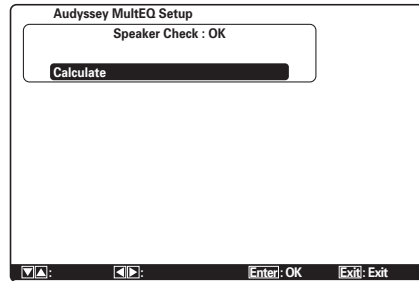 Audyssey MultEQ Setup
Speaker Check : OK
Calculate
▼▲: ◀▶: Enter: OK Exit: Exit